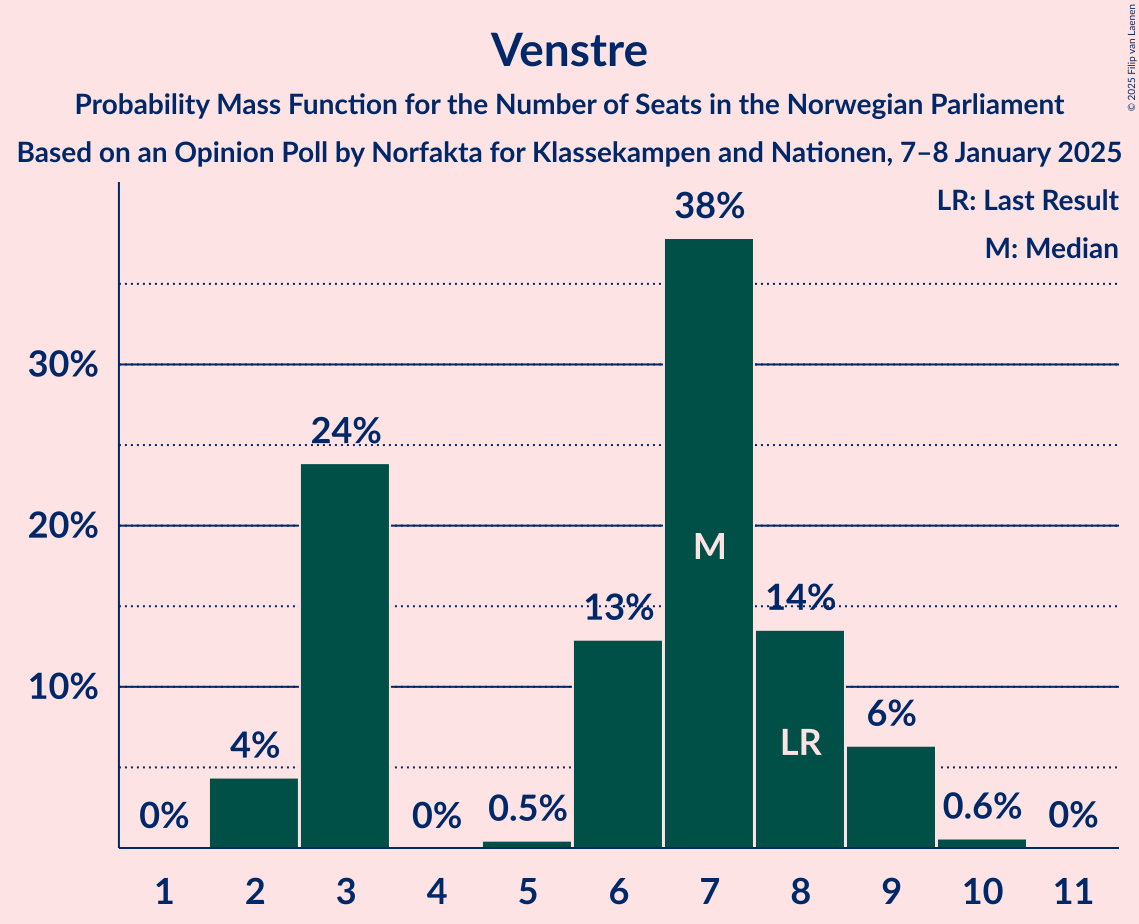 Venstre
Probability Mass Function for the Number of Seats in the Norwegian Parliament
Based on an Opinion Poll by Norfakta for Klassekampen and Nationen, 7–8 January 2025
© 2025 Filip van Laenen
LR: Last Result
M: Median
38%
30%
24%
20%
M
13%
14%
10%
LR
6%
4%
0%
0%
0.5%
0.6%
0%
1 2 3 4 5 6 7 8 9 10 11